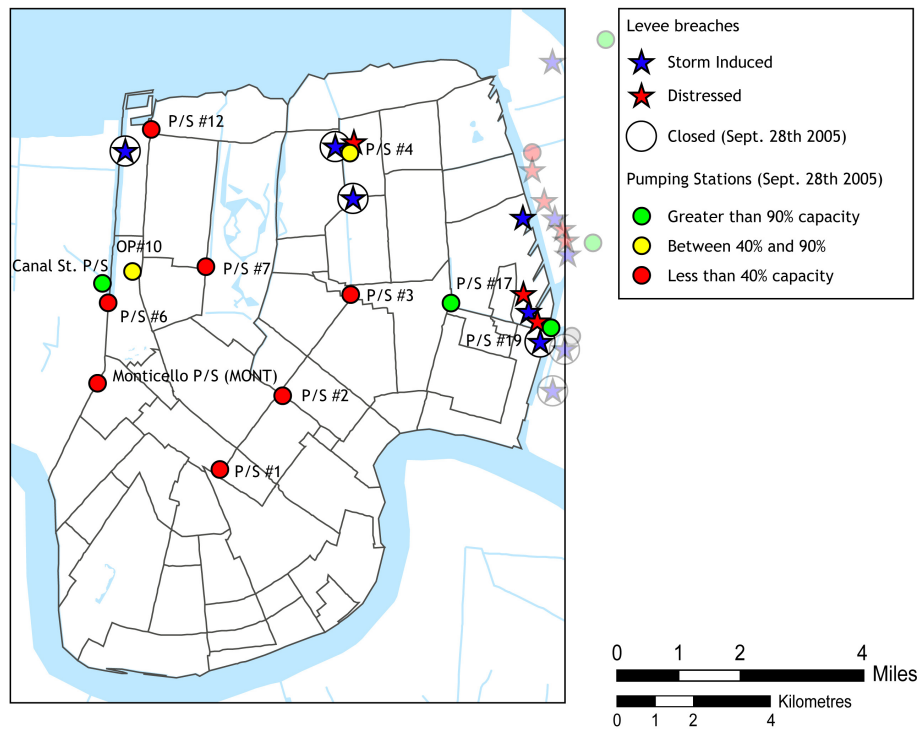 Levee breaches
Storm Induced
Distressed
Closed (Sept. 28th 2005)
Pumping Stations (Sept. 28th 2005)
Greater than 90% capacity
Between 40% and 90%
Less than 40% capacity
P/S #12
P/S #4
OP#10
Canal St. P/S
P/S #7
P/S #17
P/S #3
P/S #6
P/S #19
Monticello P/S (MONT)
P/S #2
P/S #1
0 1 2 4
Miles
Kilometres
0 1 2 4